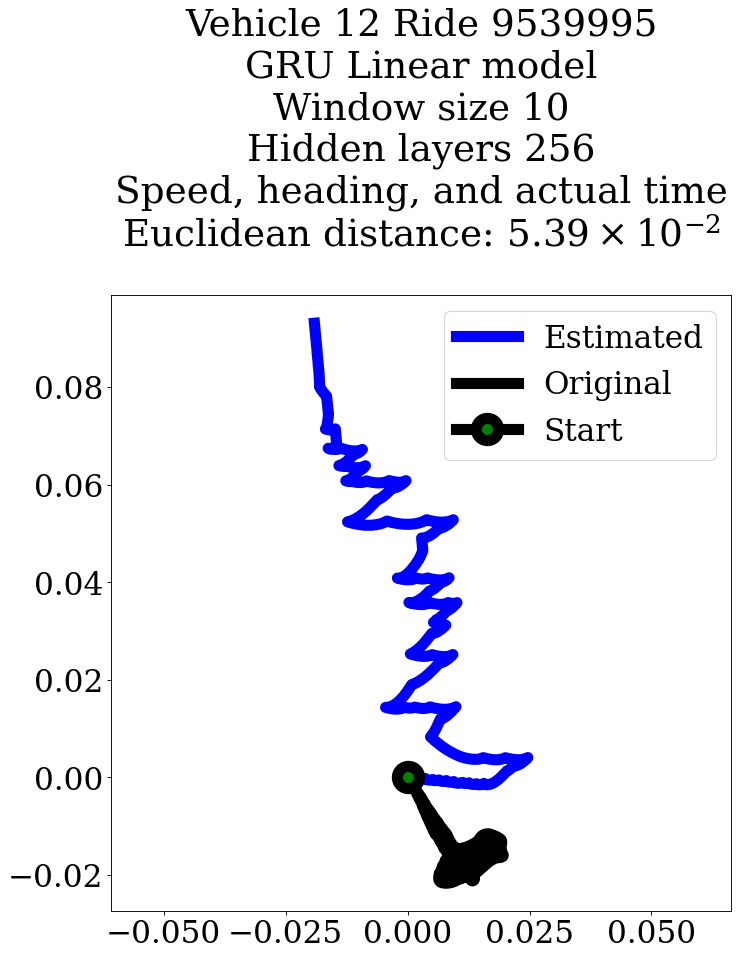 Vehicle 12 Ride 9539995
GRU Linear model
Window size 10
Hidden layers 256
Speed, heading, and actual time
Euclidean distance: 5.39 × 10⁻²
Estimated
Original
Start
0.08
0.06
0.04
0.02
0.00
−0.02
−0.050 −0.025 0.000 0.025 0.050